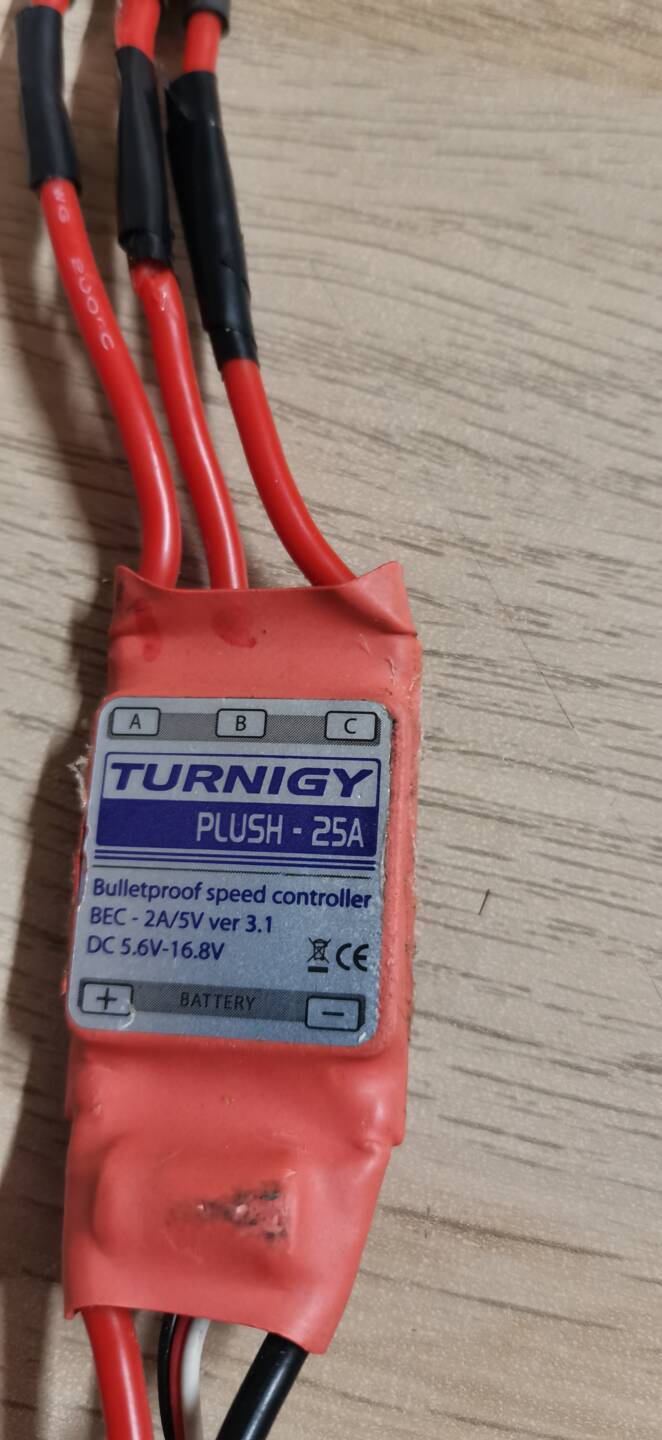 200°C
A B C
TURNIGY
PLUSH - 25A
Bulletproof speed controller
BEC - 2A/5V ver 3.1
DC 5.6V-16.8V
CE
+ BATTERY -